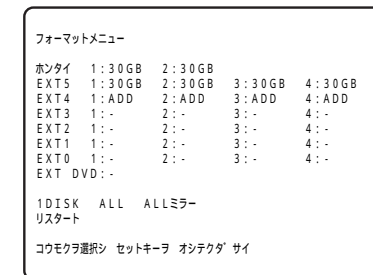 フォーマットメニュー
ホンタイ 1:30GB 2:30GB
EXT5 1:30GB 2:30GB 3:30GB 4:30GB
EXT4 1:ADD 2:ADD 3:ADD 4:ADD
EXT3 1:- 2:- 3:- 4:-
EXT2 1:- 2:- 3:- 4:-
EXT1 1:- 2:- 3:- 4:-
EXT0 1:- 2:- 3:- 4:-
EXT DVD:-
1DISK ALL ALLミラー
リスタート
コウモクヲ選択シ セットキーヲ オシテクダサイ